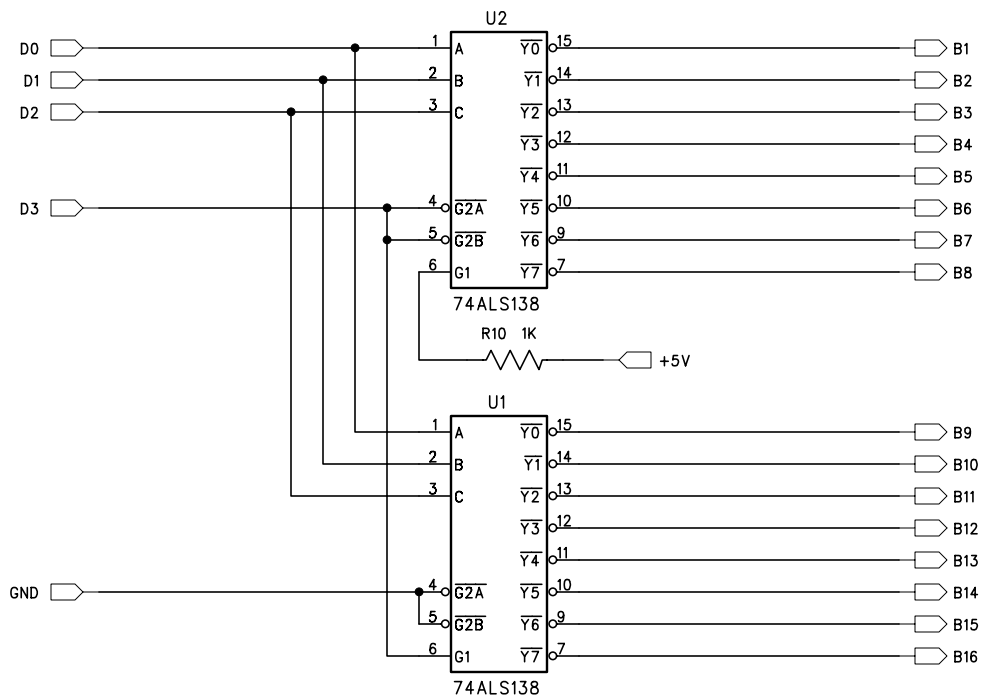 U2
D0 1 A Y0 15 B1
D1 2 B Y1 14 B2
D2 3 C Y2 13 B3
Y3 12 B4
Y4 11 B5
D3 4 G2A Y5 10 B6
5 G2B Y6 9 B7
6 G1 Y7 7 B8
74ALS138
R10 1K
+5V
U1
1 A Y0 15 B9
2 B Y1 14 B10
3 C Y2 13 B11
Y3 12 B12
Y4 11 B13
GND 4 G2A Y5 10 B14
5 G2B Y6 9 B15
6 G1 Y7 7 B16
74ALS138